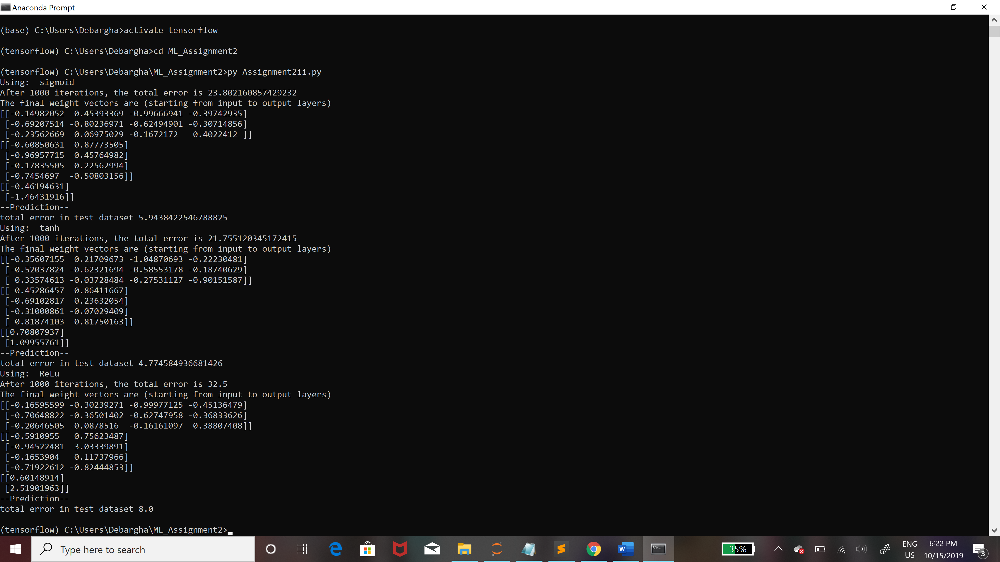 Anaconda Prompt
(base) C:\Users\Debargha>activate tensorflow
(tensorflow) C:\Users\Debargha>cd ML_Assignment2
(tensorflow) C:\Users\Debargha\ML_Assignment2>py Assignment2ii.py
Using:  sigmoid
After 1000 iterations, the total error is 23.802160857429232
The final weight vectors are (starting from input to output layers)
[[-0.14982052  0.45393369 -0.99666941 -0.39742935]
 [-0.69207514 -0.80236971 -0.62494901 -0.30714856]
 [-0.23562669  0.06975029 -0.1672172   0.4022412 ]]
[[-0.60850631  0.87773505]
 [-0.96957715  0.45764982]
 [-0.17835505  0.22562994]
 [-0.7454697  -0.50803156]]
[[-0.46194631]
 [-1.46431916]]
--Prediction--
total error in test dataset 5.9438422546788825
Using:  tanh
After 1000 iterations, the total error is 21.755120345172415
The final weight vectors are (starting from input to output layers)
[[-0.35607155  0.21709673 -1.04870693 -0.22230481]
 [-0.52037824 -0.62321694 -0.58553178 -0.18740629]
 [ 0.33574613 -0.03728484 -0.27531127 -0.90151587]]
[[-0.45286457  0.86411667]
 [-0.69102817  0.23632054]
 [-0.31000861 -0.07029409]
 [-0.81874103 -0.81750163]]
[[0.70807937]
 [1.09955761]]
--Prediction--
total error in test dataset 4.774584936681426
Using:  ReLu
After 1000 iterations, the total error is 32.5
The final weight vectors are (starting from input to output layers)
[[-0.16595599 -0.30239271 -0.99977125 -0.45136479]
 [-0.70648822 -0.36501402 -0.62747958 -0.36833626]
 [-0.20646505  0.0878516  -0.16161097  0.38807408]]
[[-0.5910955   0.75623487]
 [-0.94522481  3.03339891]
 [-0.1653904   0.11737966]
 [-0.71922612 -0.82444853]]
[[0.60148914]
 [2.51901963]]
--Prediction--
total error in test dataset 8.0
(tensorflow) C:\Users\Debargha\ML_Assignment2>
Type here to search
W
35%
ENG
US
6:22 PM
10/15/2019
3